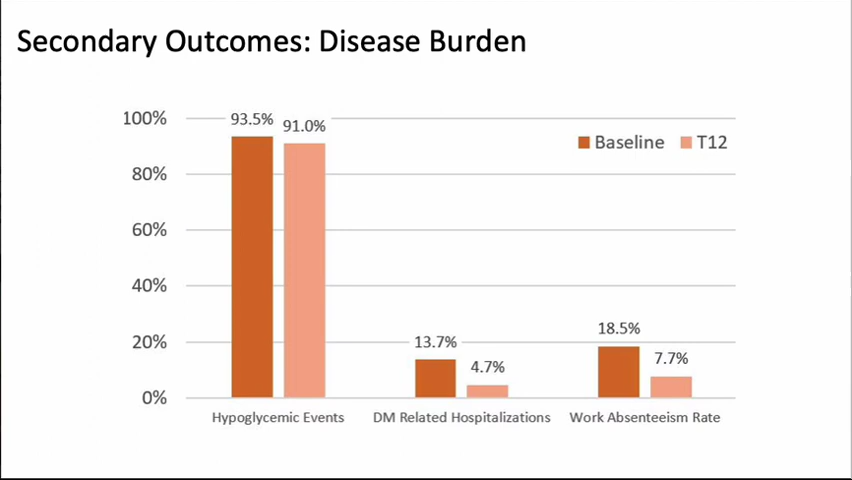 Secondary Outcomes: Disease Burden
100%
80%
60%
40%
20%
0%
93.5%
91.0%
13.7%
4.7%
18.5%
7.7%
Baseline
T12
Hypoglycemic Events
DM Related Hospitalizations
Work Absenteeism Rate